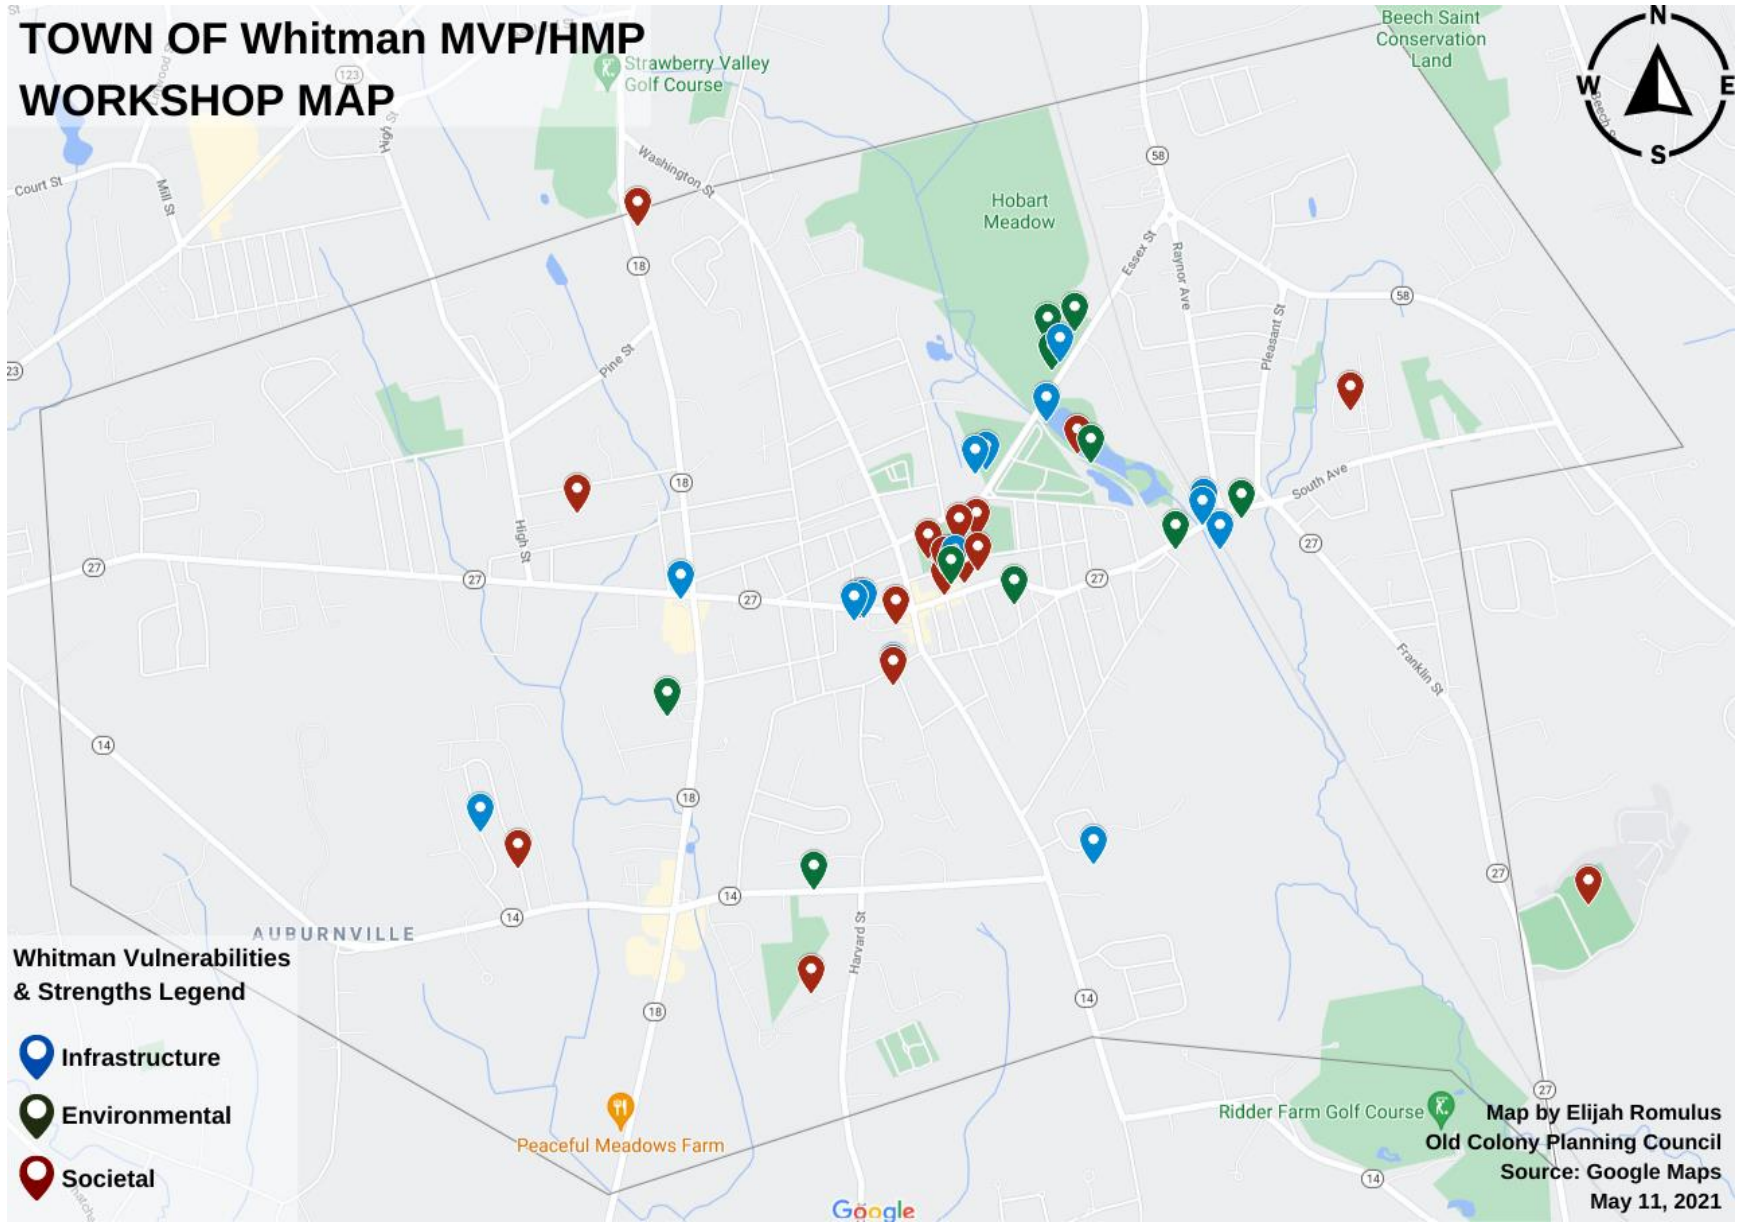 TOWN OF Whitman MVP/HMP
WORKSHOP MAP
Strawberry Valley
Golf Course
Beech Saint
Conservation
Land
N
W
E
S
123
High St
Court St
Mill St
Washington St
58
Hobart
Meadow
Essex St
Raynor Ave
18
58
Pleasant St
Pine St
23
18
South Ave
High St
27
27
27
27
27
Franklin St
14
18
27
14
14
AUBURNVILLE
Harvard St
14
18
27
14
Peaceful Meadows Farm
Ridder Farm Golf Course
Whitman Vulnerabilities
& Strengths Legend
Infrastructure
Environmental
Societal
Map by Elijah Romulus
Old Colony Planning Council
Source: Google Maps
May 11, 2021
Google